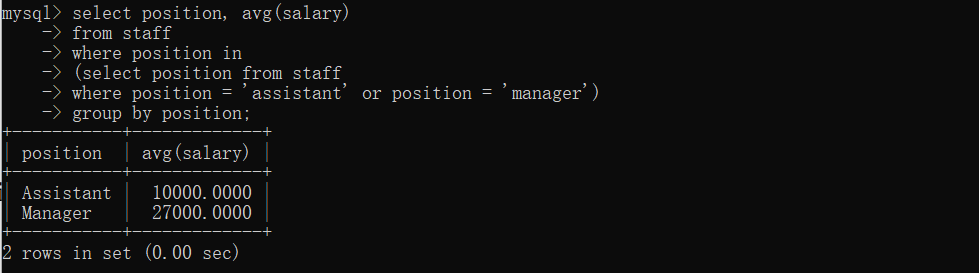 mysql> select position, avg(salary)
    -> from staff
    -> where position in
    -> (select position from staff
    -> where position = 'assistant' or position = 'manager')
    -> group by position;
+-----------+-------------+
| position  | avg(salary) |
+-----------+-------------+
| Assistant |  10000.0000 |
| Manager   |  27000.0000 |
+-----------+-------------+
2 rows in set (0.00 sec)